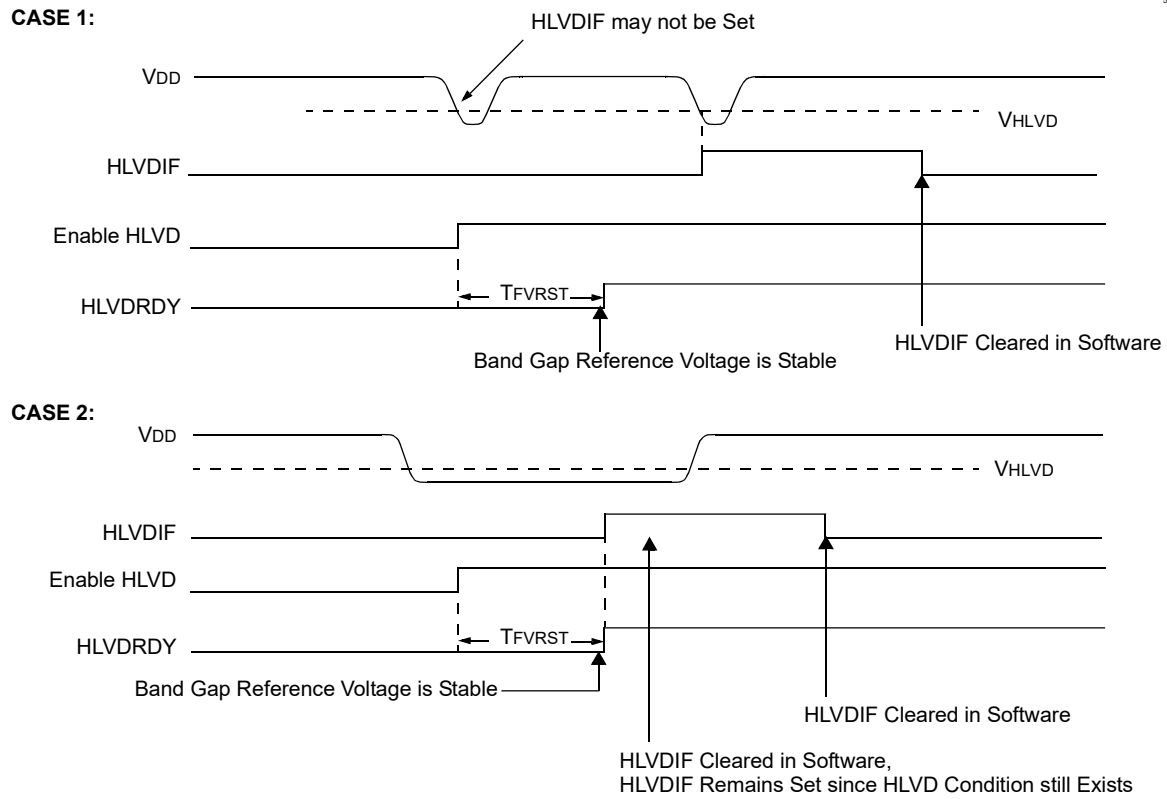 CASE 1:
HLVDIF may not be Set
VDD
VHLVD
HLVDIF
Enable HLVD
TFVRST
HLVDRDY
HLVDIF Cleared in Software
Band Gap Reference Voltage is Stable
CASE 2:
VDD
VHLVD
HLVDIF
Enable HLVD
TFVRST
HLVDRDY
Band Gap Reference Voltage is Stable
HLVDIF Cleared in Software
HLVDIF Cleared in Software,
HLVDIF Remains Set since HLVD Condition still Exists